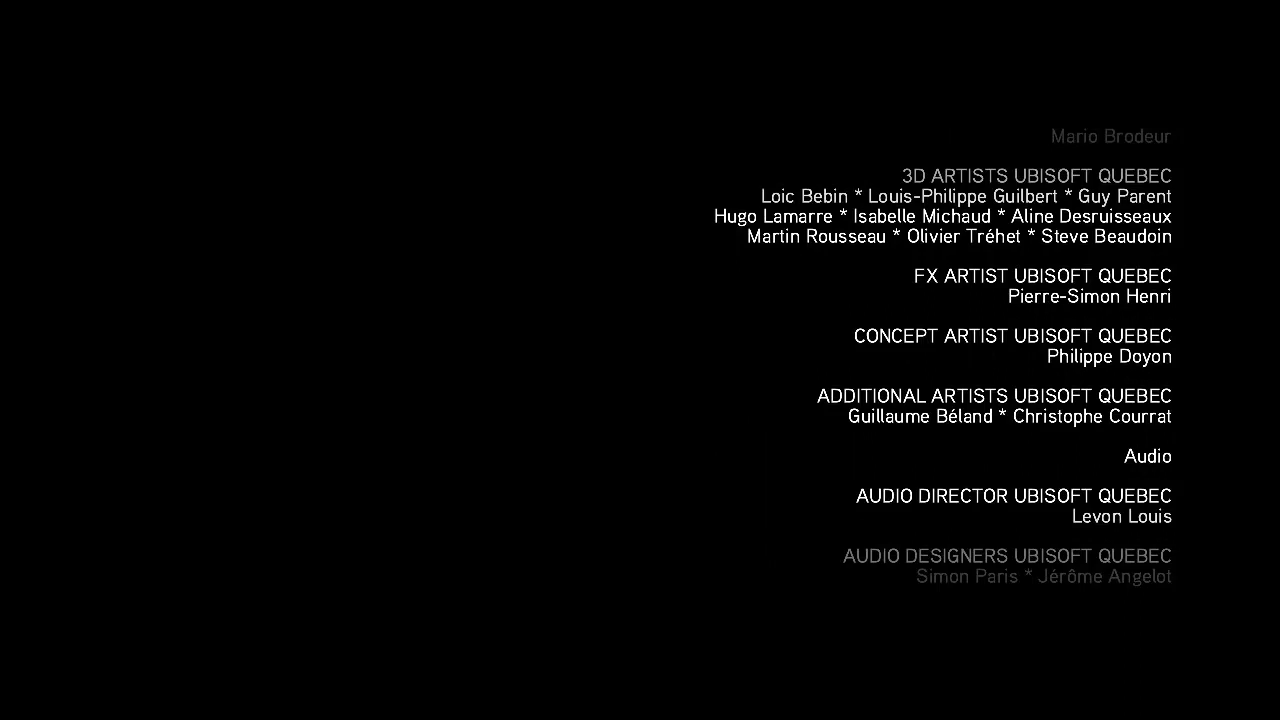 Mario Brodeur
3D ARTISTS UBISOFT QUEBEC
Loic Bebin * Louis-Philippe Guilbert * Guy Parent
Hugo Lamarre * Isabelle Michaud * Aline Desruisseaux
Martin Rousseau * Olivier Tréhet * Steve Beaudoin
FX ARTIST UBISOFT QUEBEC
Pierre-Simon Henri
CONCEPT ARTIST UBISOFT QUEBEC
Philippe Doyon
ADDITIONAL ARTISTS UBISOFT QUEBEC
Guillaume Béland * Christophe Courrat
Audio
AUDIO DIRECTOR UBISOFT QUEBEC
Levon Louis
AUDIO DESIGNERS UBISOFT QUEBEC
Simon Paris * Jérôme Angelot